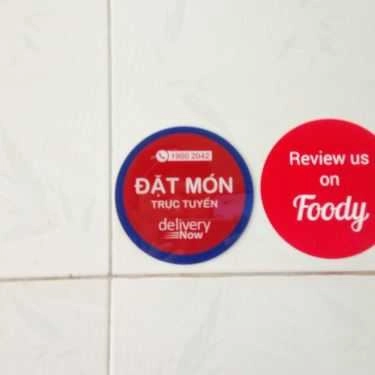 1900 2042
ĐẶT MÓN
TRỰC TUYẾN
delivery
Now
Review us
on
Foody